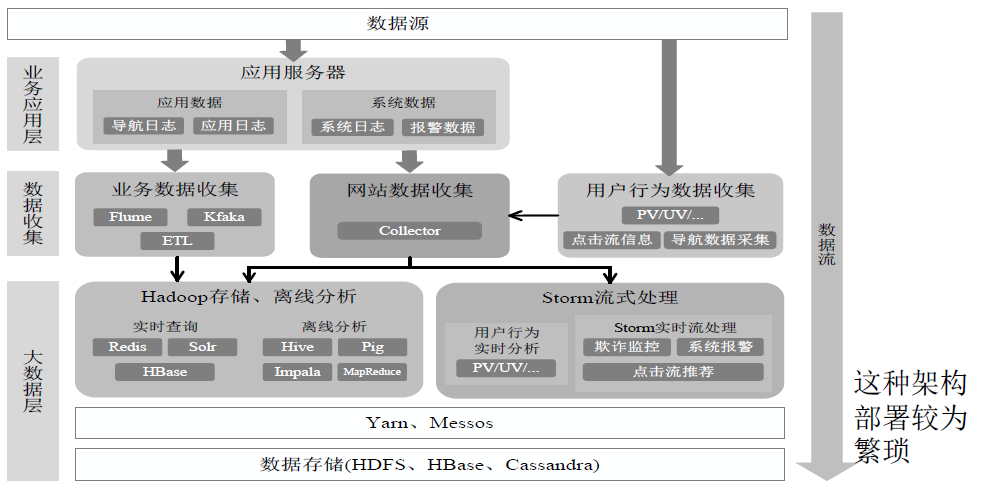 数据源
业务应用层
应用服务器
应用数据
导航日志
应用日志
系统数据
系统日志
报警数据
数据收集
业务数据收集
Flume
Kfaka
ETL
网站数据收集
Collector
用户行为数据收集
PV/UV/...
点击流信息
导航数据采集
大数据层
Hadoop存储、离线分析
实时查询
Redis
Solr
HBase
离线分析
Hive
Pig
Impala
MapReduce
Storm流式处理
用户行为
实时分析
PV/UV/...
Storm实时流处理
欺诈监控
系统报警
点击流推荐
Yarn、Messos
数据存储(HDFS、HBase、Cassandra)
数据流
这种架构
部署较为
繁琐